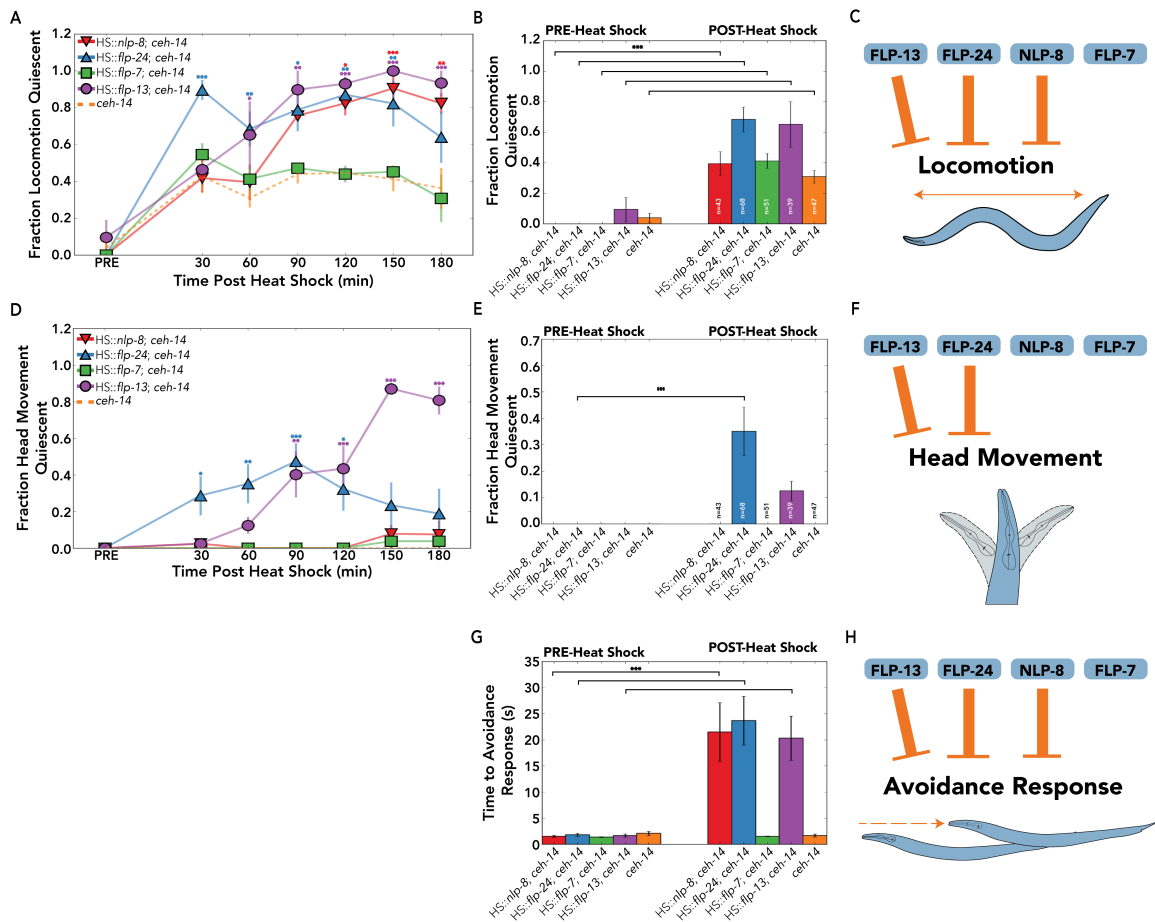 A
1.2
1.0
0.8
0.6
0.4
0.2
0.0
Fraction Locomotion Quiescent
HS::nlp-8; ceh-14
HS::flp-24; ceh-14
HS::flp-7; ceh-14
HS::flp-13; ceh-14
ceh-14
PRE 30 60 90 120 150 180
Time Post Heat Shock (min)
B
PRE-Heat Shock POST-Heat Shock
***
1.2
1.0
0.8
0.6
0.4
0.2
0.0
Fraction Locomotion
Quiescent
n=43 n=68 n=51 n=39 n=47
HS::nlp-8; ceh-14
HS::flp-24; ceh-14
HS::flp-7; ceh-14
HS::flp-13; ceh-14
ceh-14
HS::nlp-8; ceh-14
HS::flp-24; ceh-14
HS::flp-7; ceh-14
HS::flp-13; ceh-14
ceh-14
C
FLP-13 FLP-24 NLP-8 FLP-7
Locomotion
D
1.2
1.0
0.8
0.6
0.4
0.2
0.0
Fraction Head Movement
Quiescent
HS::nlp-8; ceh-14
HS::flp-24; ceh-14
HS::flp-7; ceh-14
HS::flp-13; ceh-14
ceh-14
PRE 30 60 90 120 150 180
Time Post Heat Shock (min)
E
PRE-Heat Shock POST-Heat Shock
***
0.7
0.6
0.5
0.4
0.3
0.2
0.1
0.0
Fraction Head Movement
Quiescent
n=43 n=68 n=51 n=39 n=47
HS::nlp-8; ceh-14
HS::flp-24; ceh-14
HS::flp-7; ceh-14
HS::flp-13; ceh-14
ceh-14
HS::nlp-8; ceh-14
HS::flp-24; ceh-14
HS::flp-7; ceh-14
HS::flp-13; ceh-14
ceh-14
F
FLP-13 FLP-24 NLP-8 FLP-7
Head Movement
G
PRE-Heat Shock POST-Heat Shock
***
35
30
25
20
15
10
5
0
Time to Avoidance
Response (s)
HS::nlp-8; ceh-14
HS::flp-24; ceh-14
HS::flp-7; ceh-14
HS::flp-13; ceh-14
ceh-14
HS::nlp-8; ceh-14
HS::flp-24; ceh-14
HS::flp-7; ceh-14
HS::flp-13; ceh-14
ceh-14
H
FLP-13 FLP-24 NLP-8 FLP-7
Avoidance Response